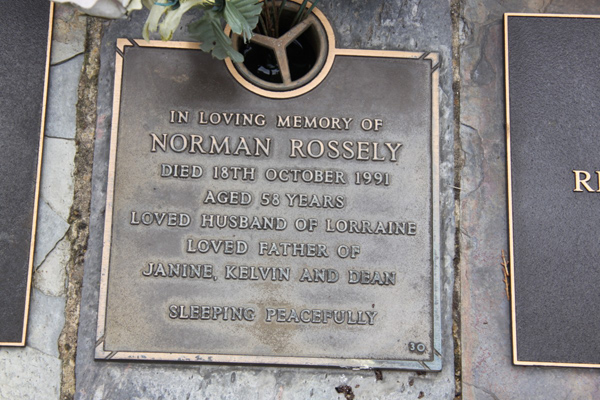 IN LOVING MEMORY OF
NORMAN ROSSELY
DIED 18TH OCTOBER 1991
AGED 58 YEARS
LOVED HUSBAND OF LORRAINE
LOVED FATHER OF
JANINE, KELVIN AND DEAN
SLEEPING PEACEFULLY
30